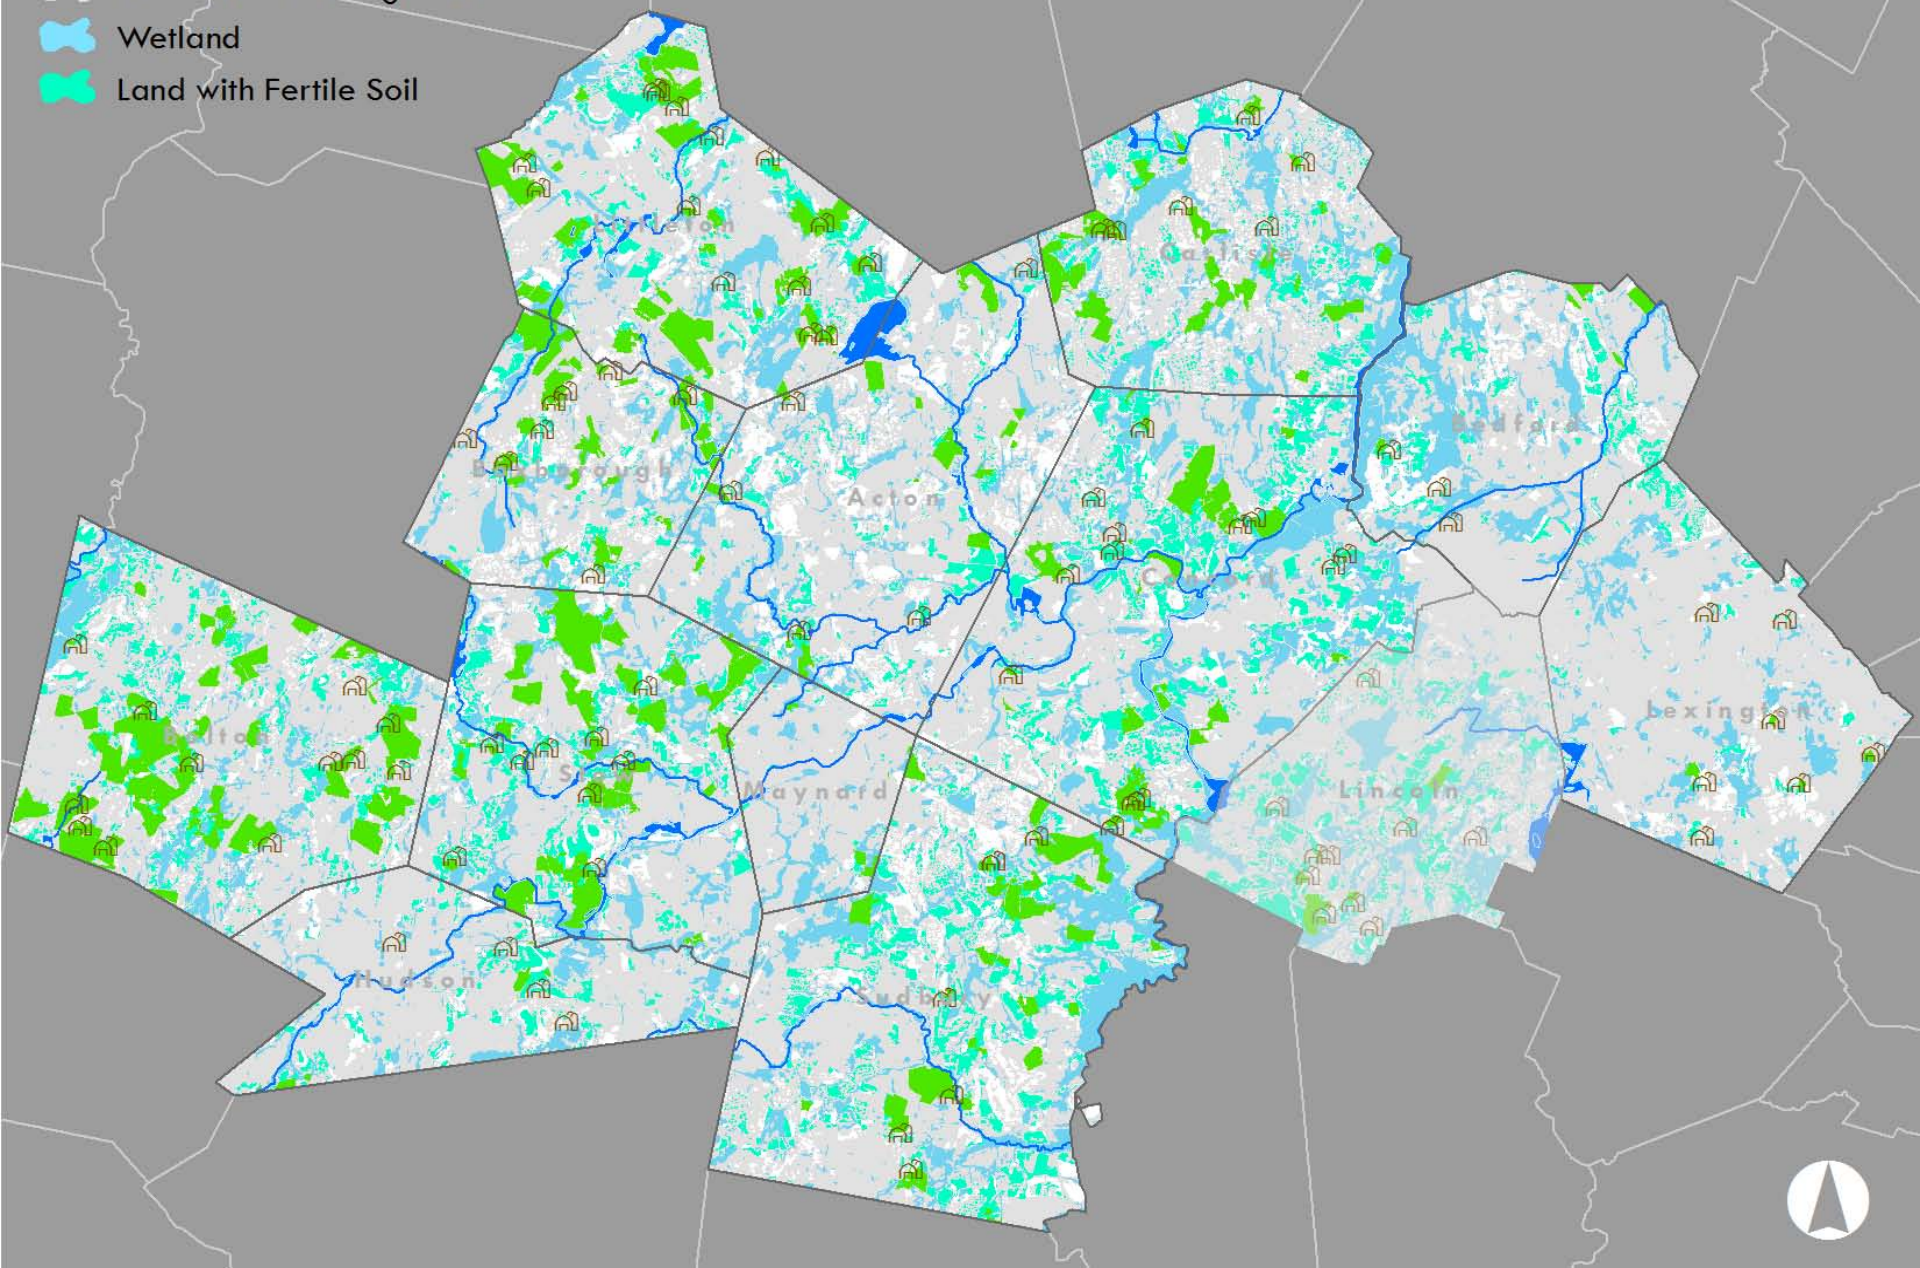 Wetland
Land with Fertile Soil
Littleton
Carlisle
Bedford
Boxborough
Acton
Concord
Lexington
Bolton
Stow
Maynard
Lincoln
Hudson
Sudbury